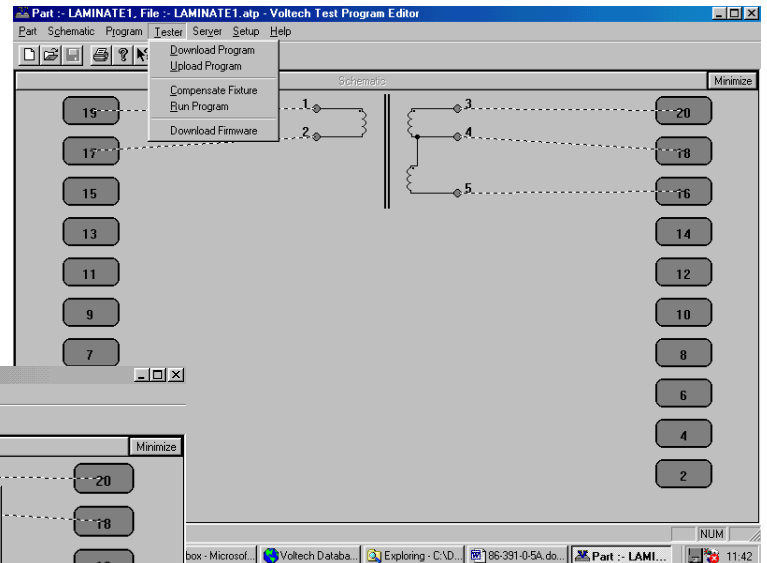 Part :- LAMINATE1, File :- LAMINATE1.atp - Voltech Test Program Editor
Part Schematic Program Tester Server Setup Help
Download Program
Upload Program
Compensate Fixture
Run Program
Download Firmware
Schematic
Minimize
19 1 3 20
17 2 4 18
15 5 16
13 14
11 12
9 10
7 8
6
4
2
Minimize
20
18
NUM
box - Microsof... Voltech Databa... Exploring - C:\D... 86-391-0-5A.do... Part :- LAMI... 11:42